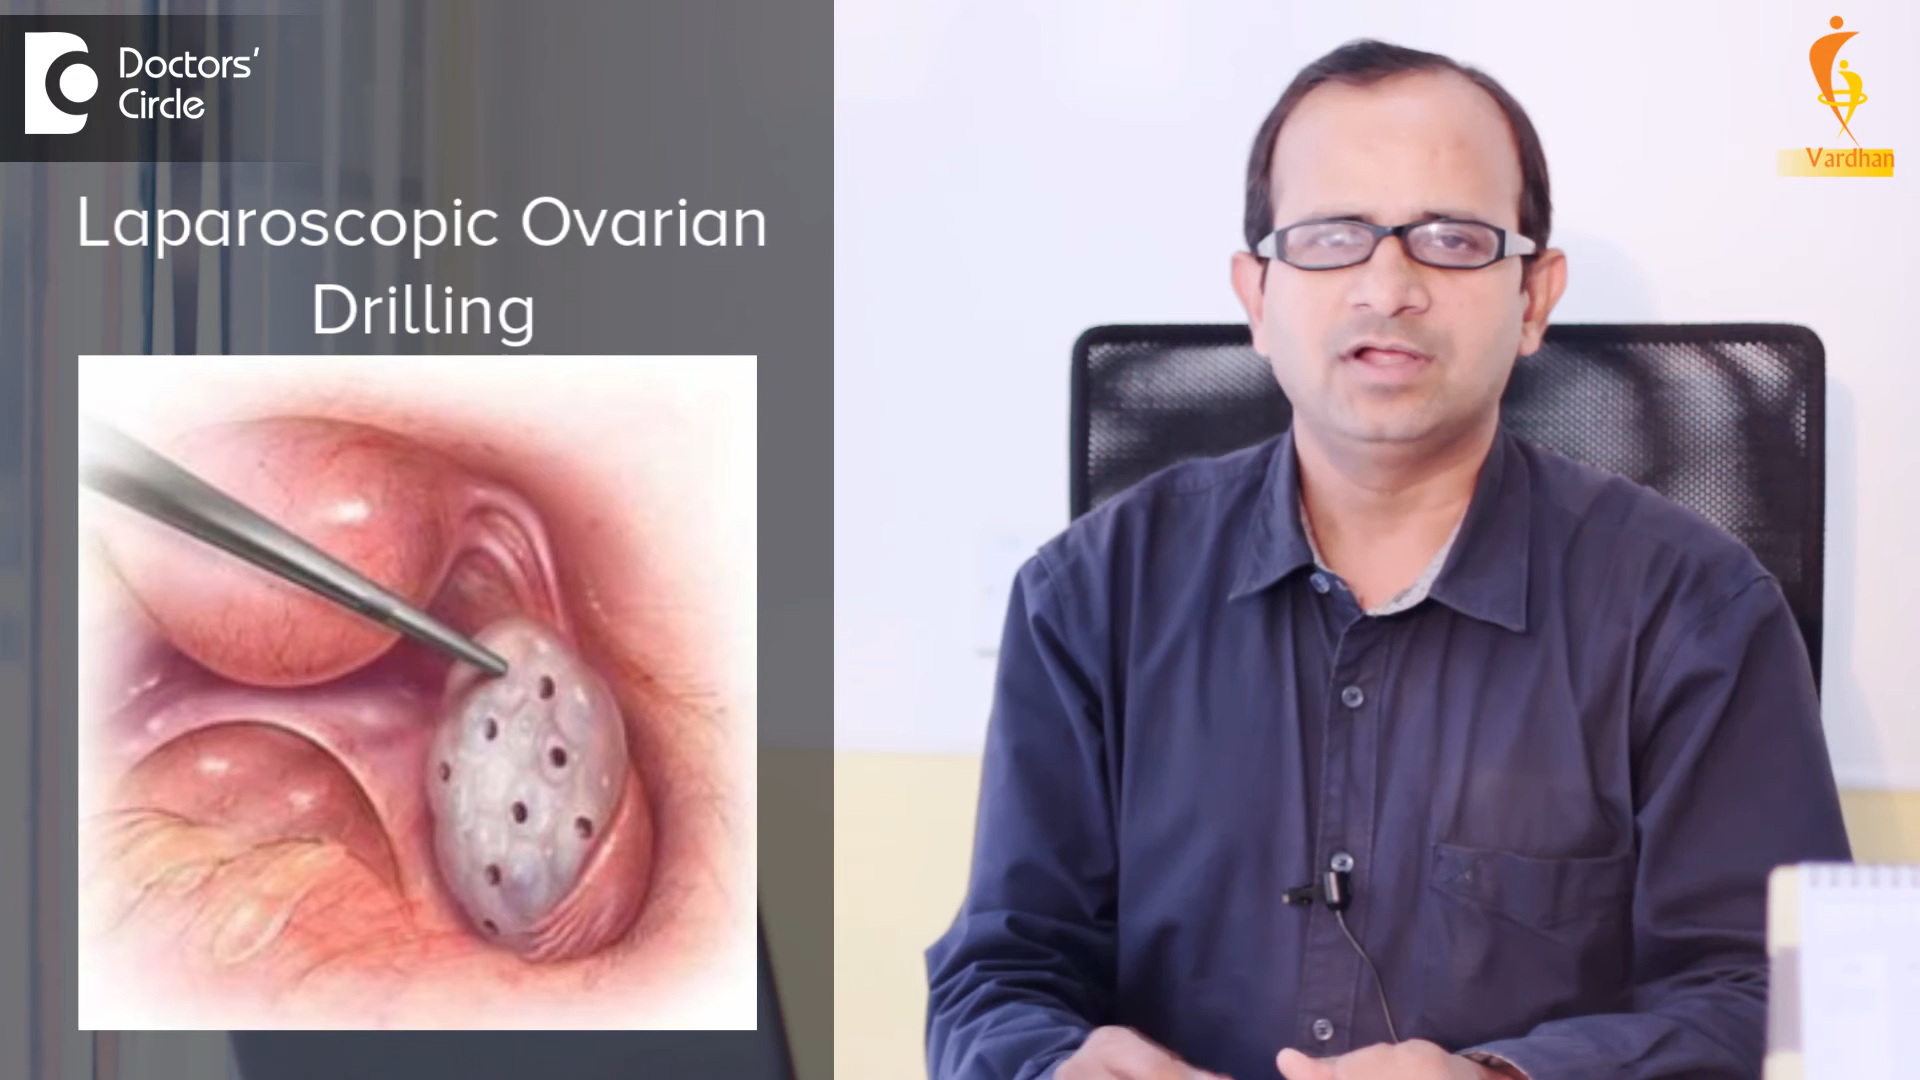 Doctors'
Circle
Laparoscopic Ovarian
Drilling
Vardhan